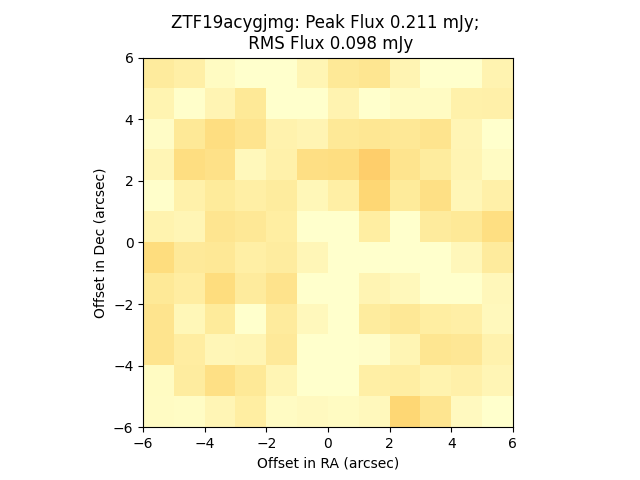 ZTF19acygjmg: Peak Flux 0.211 mJy;
RMS Flux 0.098 mJy
6
4
2
0
−2
−4
−6
Offset in Dec (arcsec)
−6 −4 −2 0 2 4 6
Offset in RA (arcsec)